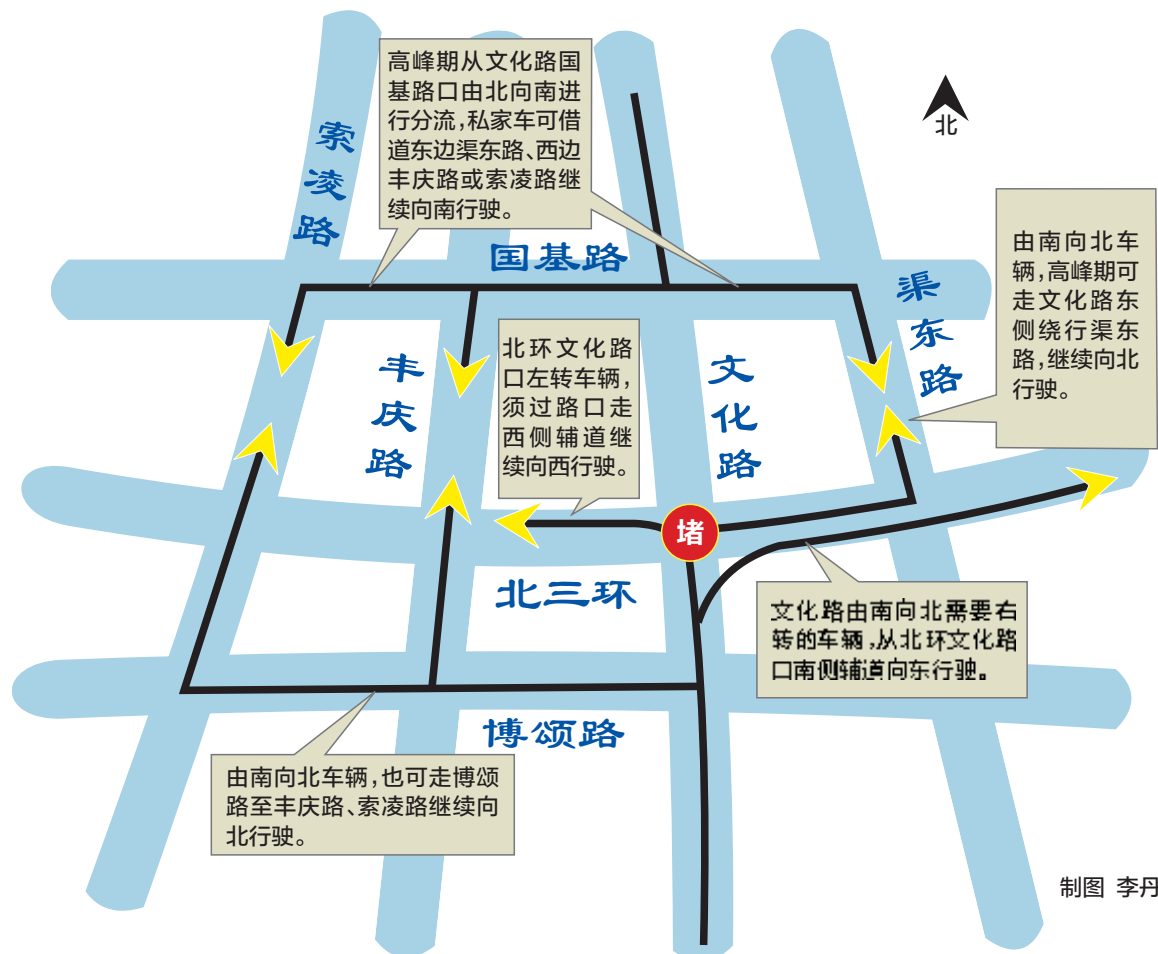 高峰期从文化路国
基路口由北向南进
行分流,私家车可借
道东边渠东路、西边
丰庆路或索凌路继
续向南行驶。
北
索凌路
国基路
渠东路
由南向北车
辆,高峰期可
走文化路东
侧绕行渠东
路,继续向北
行驶。
丰庆路
北环文化路
口左转车辆,
须过路口走
西侧辅道继
续向西行驶。
文化路
堵
北三环
文化路由南向北需要右
转的车辆,从北环文化路
口南侧辅道向东行驶。
博颂路
由南向北车辆,也可走博颂
路至丰庆路、索凌路继续向
北行驶。
制图 李丹